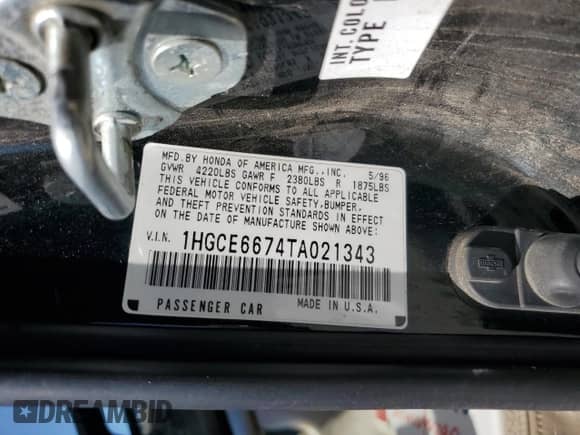 INT.COLO
TYPE
MFD.BY HONDA OF AMERICA MFG.,INC. 5/96
GVWR 4220LBS GAWR F 2380LBS R 1875LBS
THIS VEHICLE CONFORMS TO ALL APPLICABLE
FEDERAL MOTOR VEHICLE SAFETY,BUMPER,
AND THEFT PREVENTION STANDARDS IN EFFECT
ON THE DATE OF MANUFACTURE SHOWN ABOVE:
V.I.N. 1HGCE6674TA021343
PASSENGER CAR MADE IN U.S.A.
DREAMBID